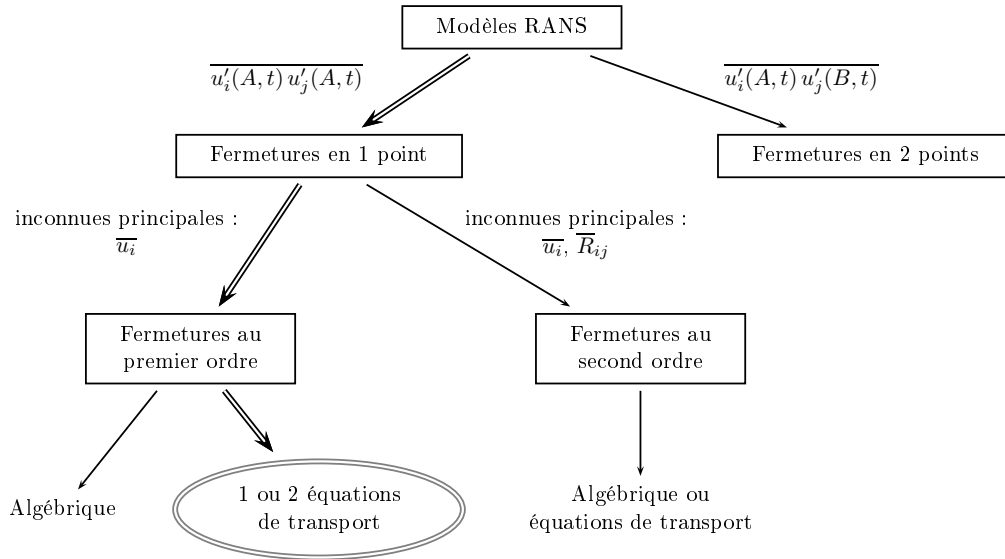 Modèles RANS
$\overline{u_i'(A,t)\,u_j'(A,t)}$
$\overline{u_i'(A,t)\,u_j'(B,t)}$
Fermetures en 1 point
Fermetures en 2 points
inconnues principales :
$\overline{u_i}$
inconnues principales :
$\overline{u_i}$, $\overline{R}_{ij}$
Fermetures au
premier ordre
Fermetures au
second ordre
Algébrique
1 ou 2 équations
de transport
Algébrique ou
équations de transport